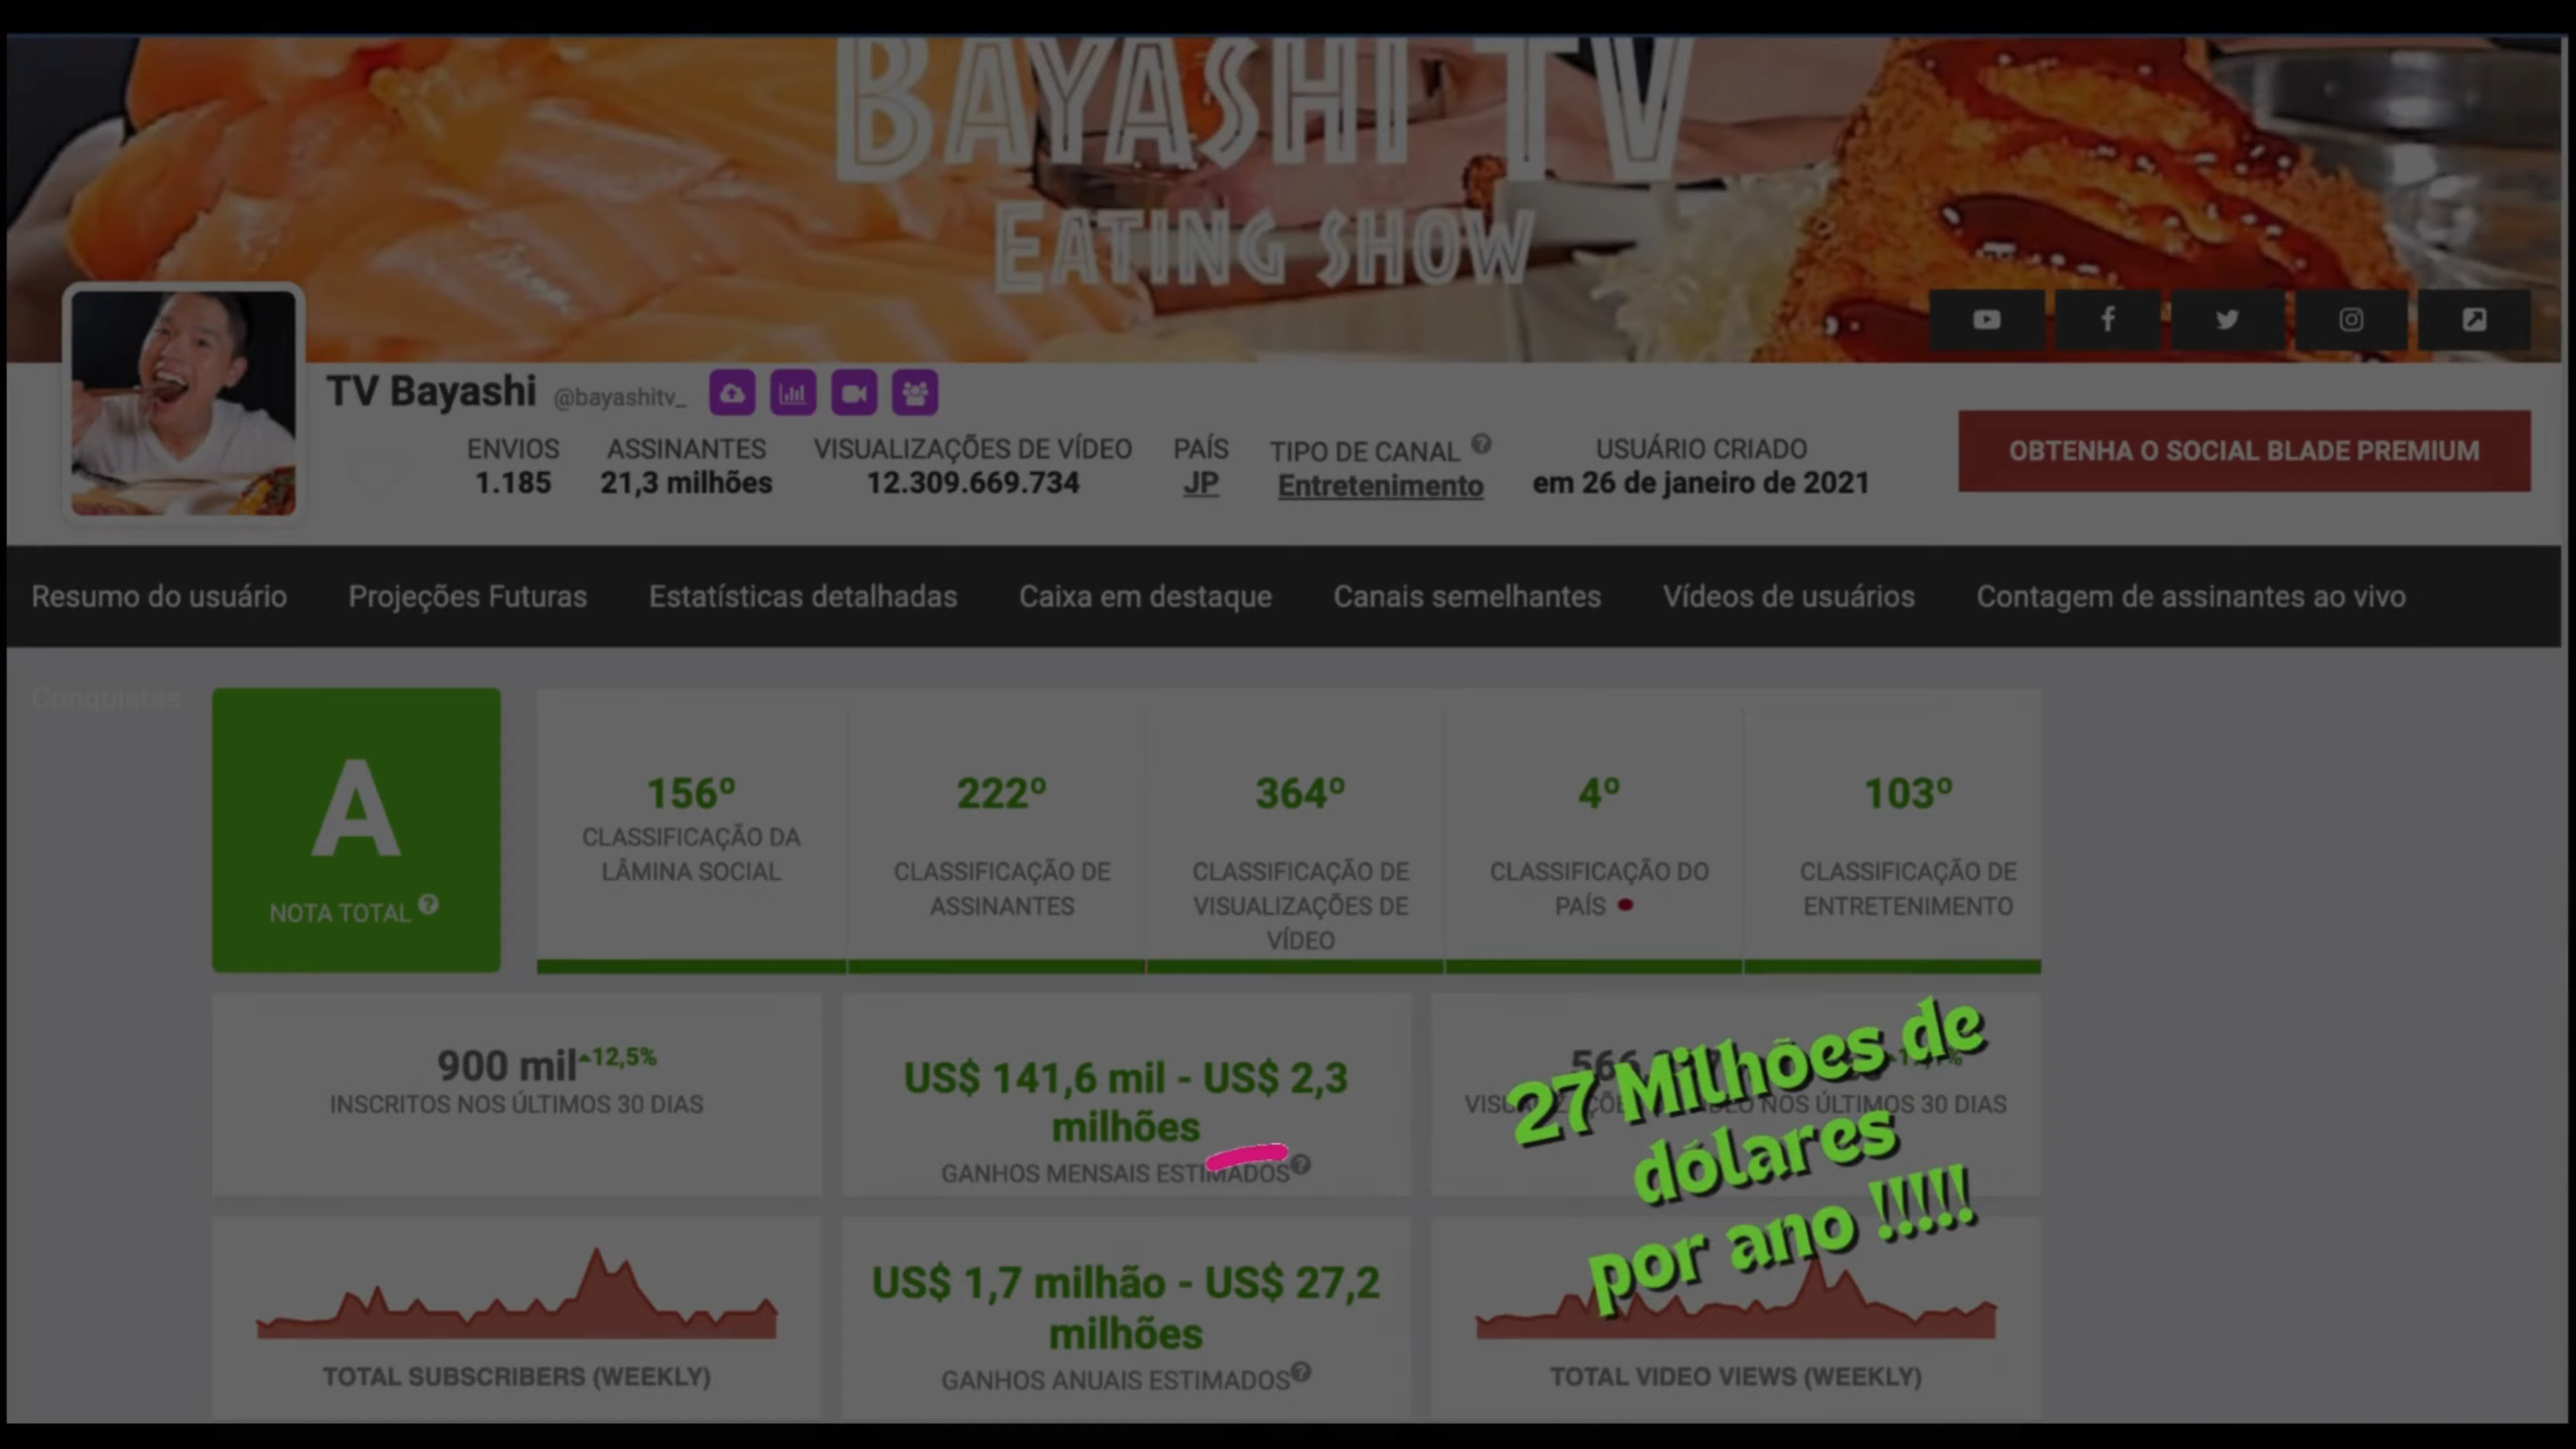 BAYASHI TV
EATING SHOW
TV Bayashi @bayashitv_
ENVIOS
1.185
ASSINANTES
21,3 milhões
VISUALIZAÇÕES DE VÍDEO
12.309.669.734
PAÍS
JP
TIPO DE CANAL
Entretenimento
USUÁRIO CRIADO
em 26 de janeiro de 2021
OBTENHA O SOCIAL BLADE PREMIUM
Resumo do usuário Projeções Futuras Estatísticas detalhadas Caixa em destaque Canais semelhantes Vídeos de usuários Contagem de assinantes ao vivo
Conquistas
A
NOTA TOTAL
156º
CLASSIFICAÇÃO DA
LÂMINA SOCIAL
222º
CLASSIFICAÇÃO DE
ASSINANTES
364º
CLASSIFICAÇÃO DE
VISUALIZAÇÕES DE
VÍDEO
4º
CLASSIFICAÇÃO DO
PAÍS
103º
CLASSIFICAÇÃO DE
ENTRETENIMENTO
900 mil 12,5%
INSCRITOS NOS ÚLTIMOS 30 DIAS
US$ 141,6 mil - US$ 2,3
milhões
GANHOS MENSAIS ESTIMADOS
NOS ÚLTIMOS 30 DIAS
27 Milhões de
dólares
por ano !!!!!
TOTAL SUBSCRIBERS (WEEKLY)
US$ 1,7 milhão - US$ 27,2
milhões
GANHOS ANUAIS ESTIMADOS
TOTAL VIDEO VIEWS (WEEKLY)